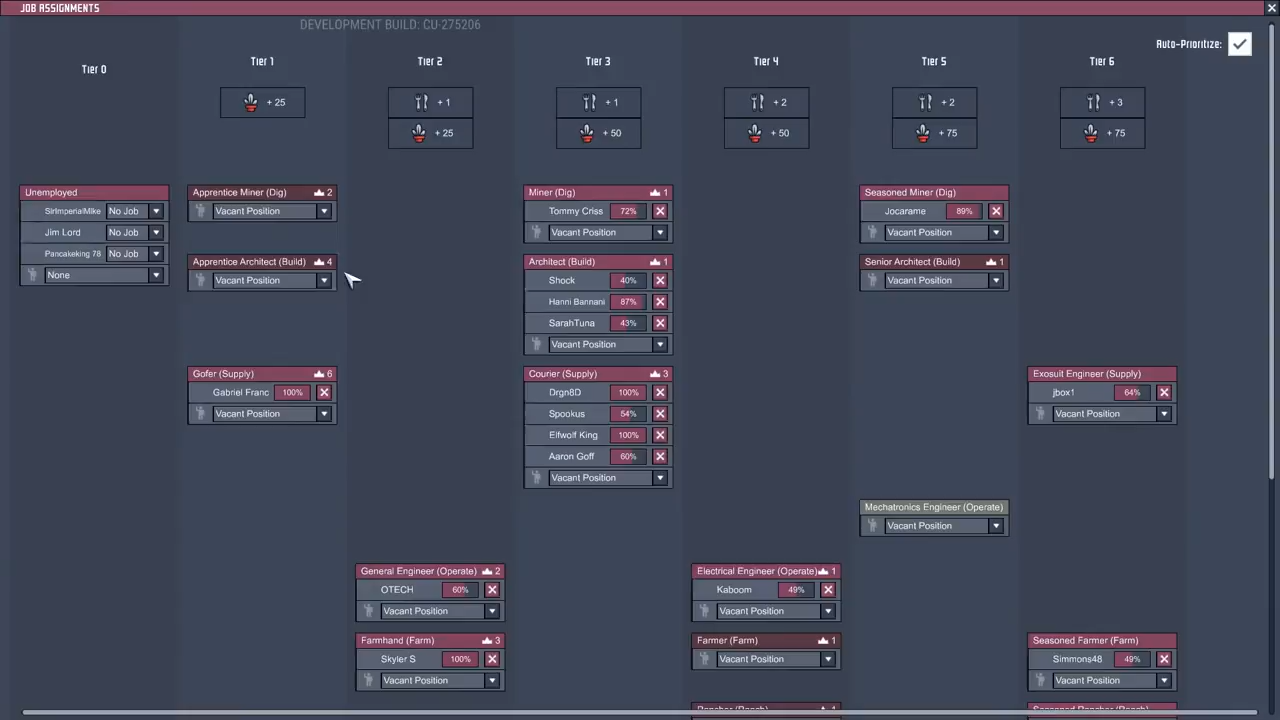 JOB ASSIGNMENTS
DEVELOPMENT BUILD: CU-275206
Auto-Prioritize:
Tier 0
Tier 1
Tier 2
Tier 3
Tier 4
Tier 5
Tier 6
+ 25
+ 1
+ 25
+ 1
+ 50
+ 2
+ 50
+ 2
+ 75
+ 3
+ 75
Unemployed
SirImperialMike No Job
Jim Lord No Job
Pancakeking 78 No Job
None
Apprentice Miner (Dig) 2
Vacant Position
Apprentice Architect (Build) 4
Vacant Position
Gofer (Supply) 6
Gabriel Franc 100%
Vacant Position
General Engineer (Operate) 2
OTECH 60%
Vacant Position
Farmhand (Farm) 3
Skyler S 100%
Vacant Position
Miner (Dig) 1
Tommy Criss 72%
Vacant Position
Architect (Build) 1
Shock 40%
Hanni Bannani 87%
SarahTuna 43%
Vacant Position
Courier (Supply) 3
Drgn8D 100%
Spookus 54%
Elfwolf King 100%
Aaron Goff 60%
Vacant Position
Electrical Engineer (Operate) 1
Kaboom 49%
Vacant Position
Farmer (Farm) 1
Vacant Position
Seasoned Miner (Dig)
Jocarame 89%
Vacant Position
Senior Architect (Build) 1
Vacant Position
Mechatronics Engineer (Operate)
Vacant Position
Exosuit Engineer (Supply)
jbox1 64%
Vacant Position
Seasoned Farmer (Farm)
Simmons48 49%
Vacant Position